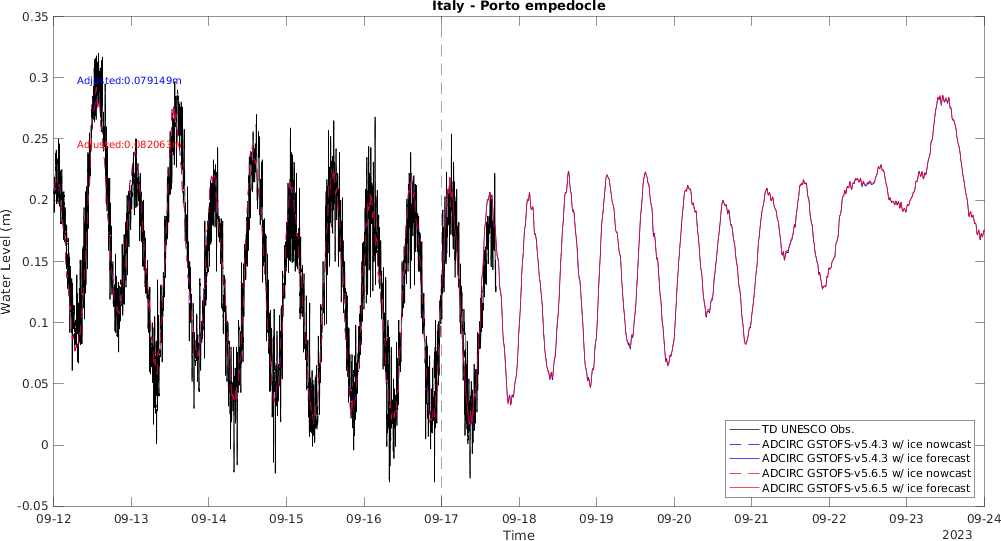 Italy - Porto empedocle
0.35
0.3
0.25
0.2
0.15
0.1
0.05
0
-0.05
Water Level (m)
Adjusted:0.079149m
Adjusted:0.082063m
TD UNESCO Obs.
ADCIRC GSTOFS-v5.4.3 w/ ice nowcast
ADCIRC GSTOFS-v5.4.3 w/ ice forecast
ADCIRC GSTOFS-v5.6.5 w/ ice nowcast
ADCIRC GSTOFS-v5.6.5 w/ ice forecast
09-12 09-13 09-14 09-15 09-16 09-17 09-18 09-19 09-20 09-21 09-22 09-23 09-24
Time
2023